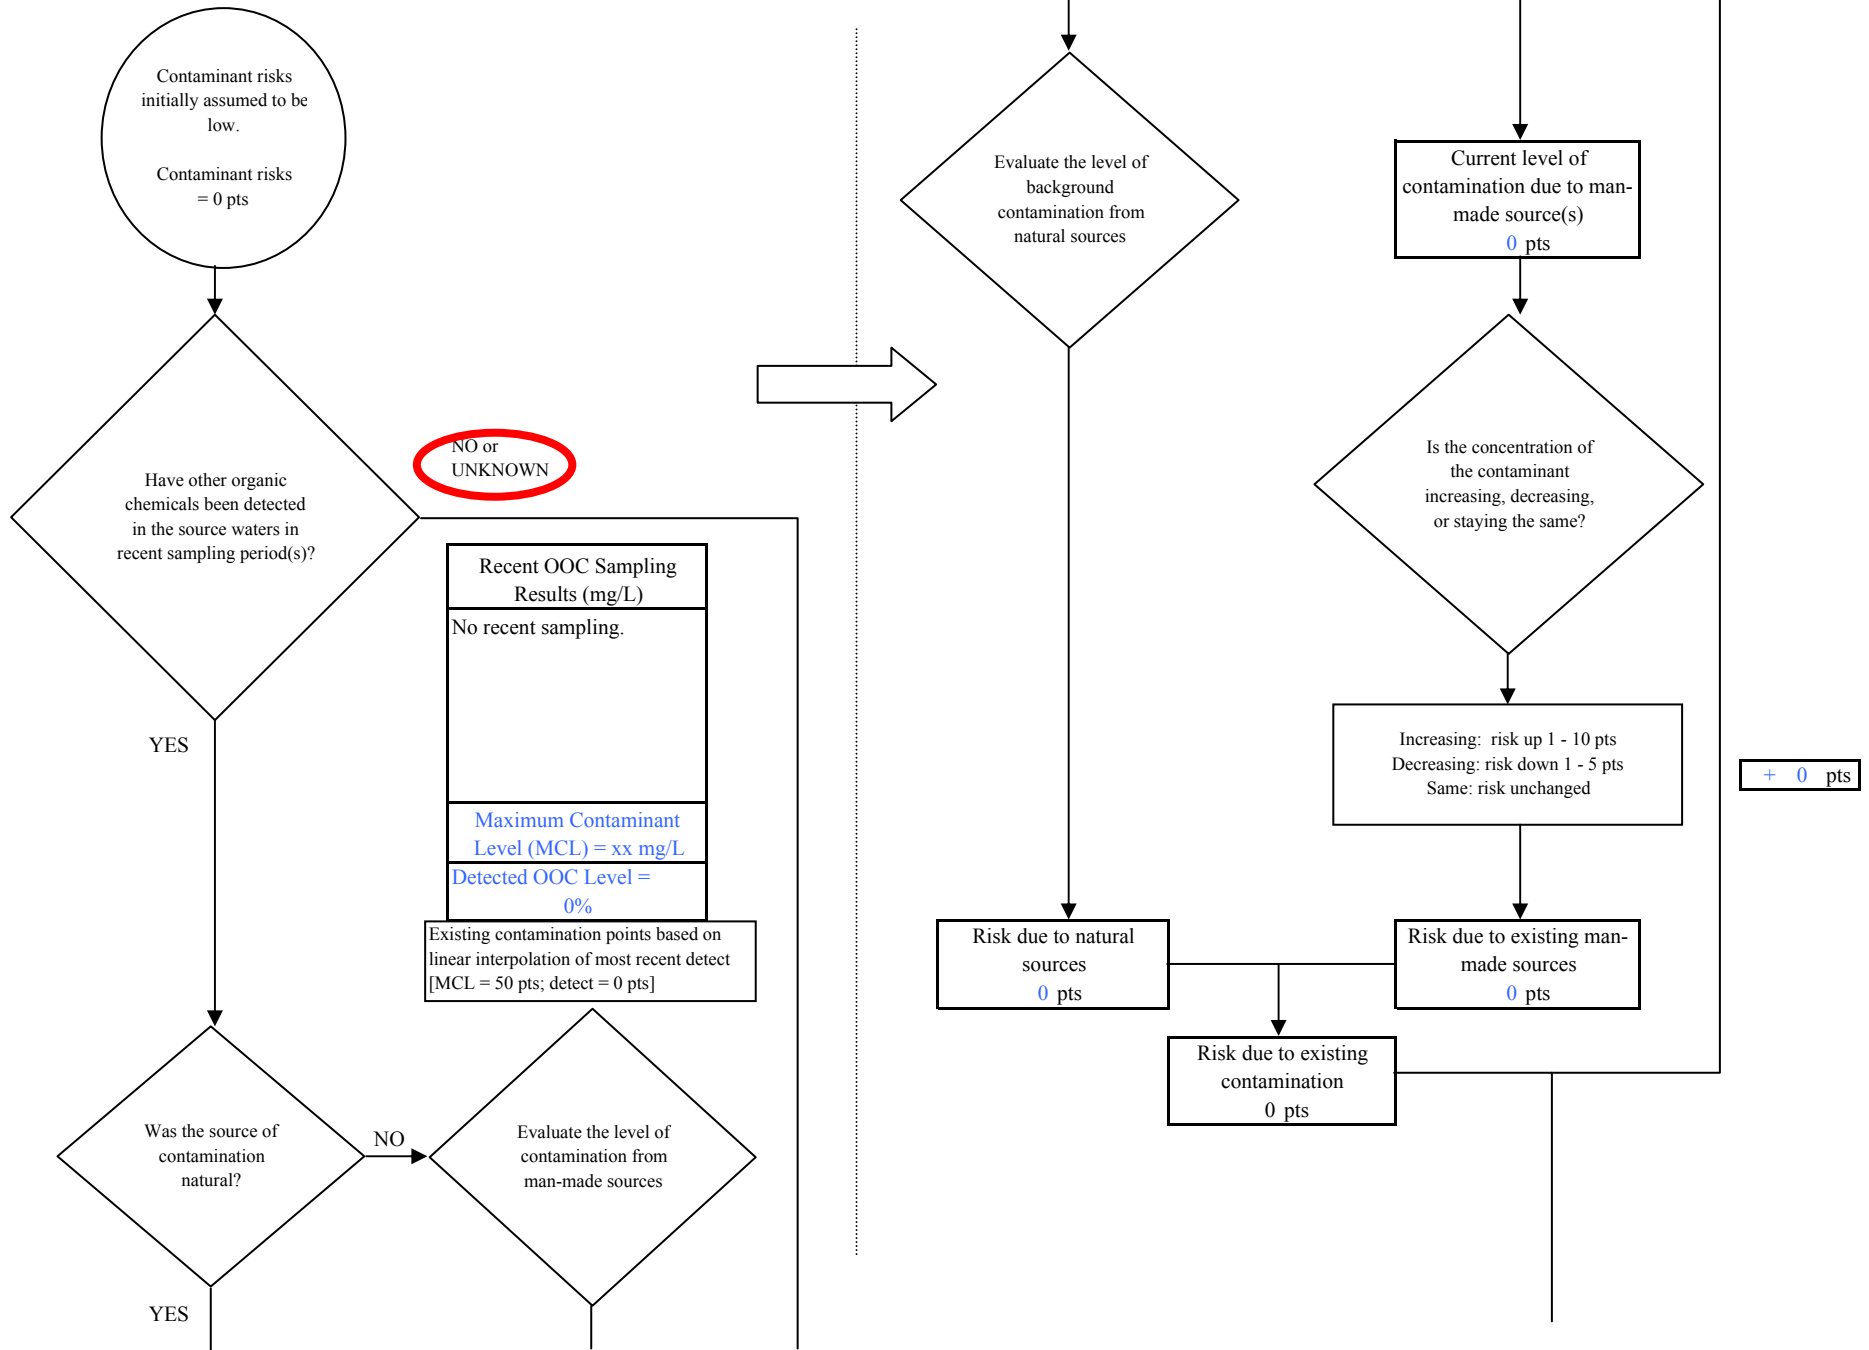 Contaminant risks
initially assumed to be
low.
Contaminant risks
= 0 pts
Have other organic
chemicals been detected
in the source waters in
recent sampling period(s)?
NO or
UNKNOWN
YES
Recent OOC Sampling
Results (mg/L)
No recent sampling.
Maximum Contaminant
Level (MCL) = xx mg/L
Detected OOC Level =
0%
Existing contamination points based on
linear interpolation of most recent detect
[MCL = 50 pts; detect = 0 pts]
Was the source of
contamination
natural?
NO
Evaluate the level of
contamination from
man-made sources
YES
Evaluate the level of
background
contamination from
natural sources
Current level of
contamination due to man-
made source(s)
0 pts
Is the concentration of
the contaminant
increasing, decreasing,
or staying the same?
Increasing: risk up 1 - 10 pts
Decreasing: risk down 1 - 5 pts
Same: risk unchanged
+ 0 pts
Risk due to natural
sources
0 pts
Risk due to existing man-
made sources
0 pts
Risk due to existing
contamination
0 pts